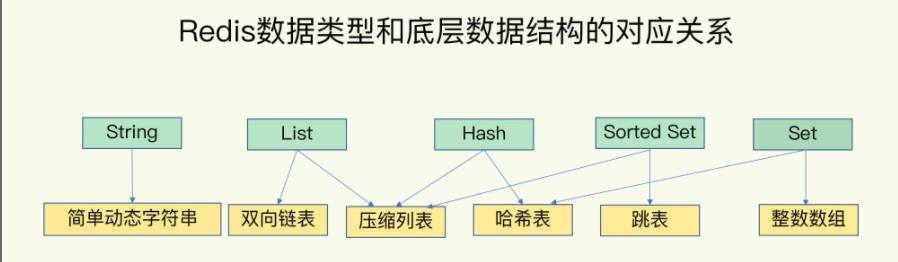 Redis数据类型和底层数据结构的对应关系
String
List
Hash
Sorted Set
Set
简单动态字符串
双向链表
压缩列表
哈希表
跳表
整数数组